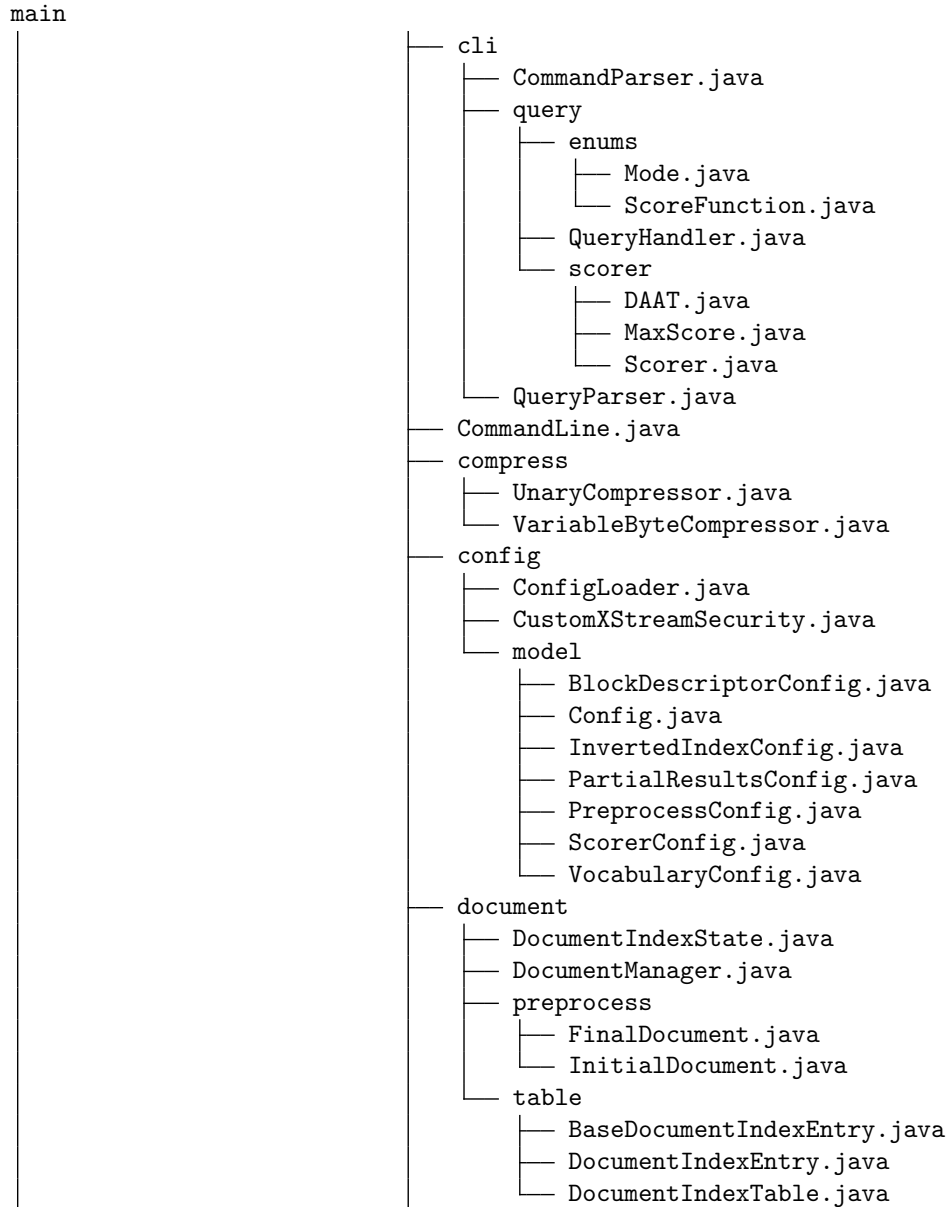 main
cli
CommandParser.java
query
enums
Mode.java
ScoreFunction.java
QueryHandler.java
scorer
DAAT.java
MaxScore.java
Scorer.java
QueryParser.java
CommandLine.java
compress
UnaryCompressor.java
VariableByteCompressor.java
config
ConfigLoader.java
CustomXStreamSecurity.java
model
BlockDescriptorConfig.java
Config.java
InvertedIndexConfig.java
PartialResultsConfig.java
PreprocessConfig.java
ScorerConfig.java
VocabularyConfig.java
document
DocumentIndexState.java
DocumentManager.java
preprocess
FinalDocument.java
InitialDocument.java
table
BaseDocumentIndexEntry.java
DocumentIndexEntry.java
DocumentIndexTable.java